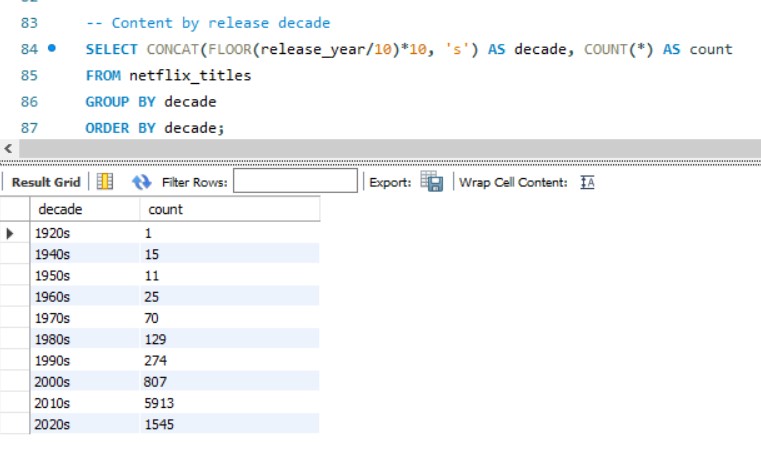 83 -- Content by release decade
84 SELECT CONCAT(FLOOR(release_year/10)*10, 's') AS decade, COUNT(*) AS count
85 FROM netflix_titles
86 GROUP BY decade
87 ORDER BY decade;
Result Grid Filter Rows: Export: Wrap Cell Content: IA
decade count
1920s 1
1940s 15
1950s 11
1960s 25
1970s 70
1980s 129
1990s 274
2000s 807
2010s 5913
2020s 1545